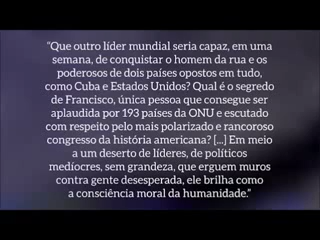 “Que outro líder mundial seria capaz, em uma
semana, de conquistar o homem da rua e os
poderosos de dois países opostos em tudo,
como Cuba e Estados Unidos? Qual é o segredo
de Francisco, única pessoa que consegue ser
aplaudida por 193 países da ONU e escutado
com respeito pelo mais polarizado e rancoroso
congresso da história americana? [...] Em meio
a um deserto de líderes, de políticos
medíocres, sem grandeza, que erguem muros
contra gente desesperada, ele brilha como
a consciência moral da humanidade.”